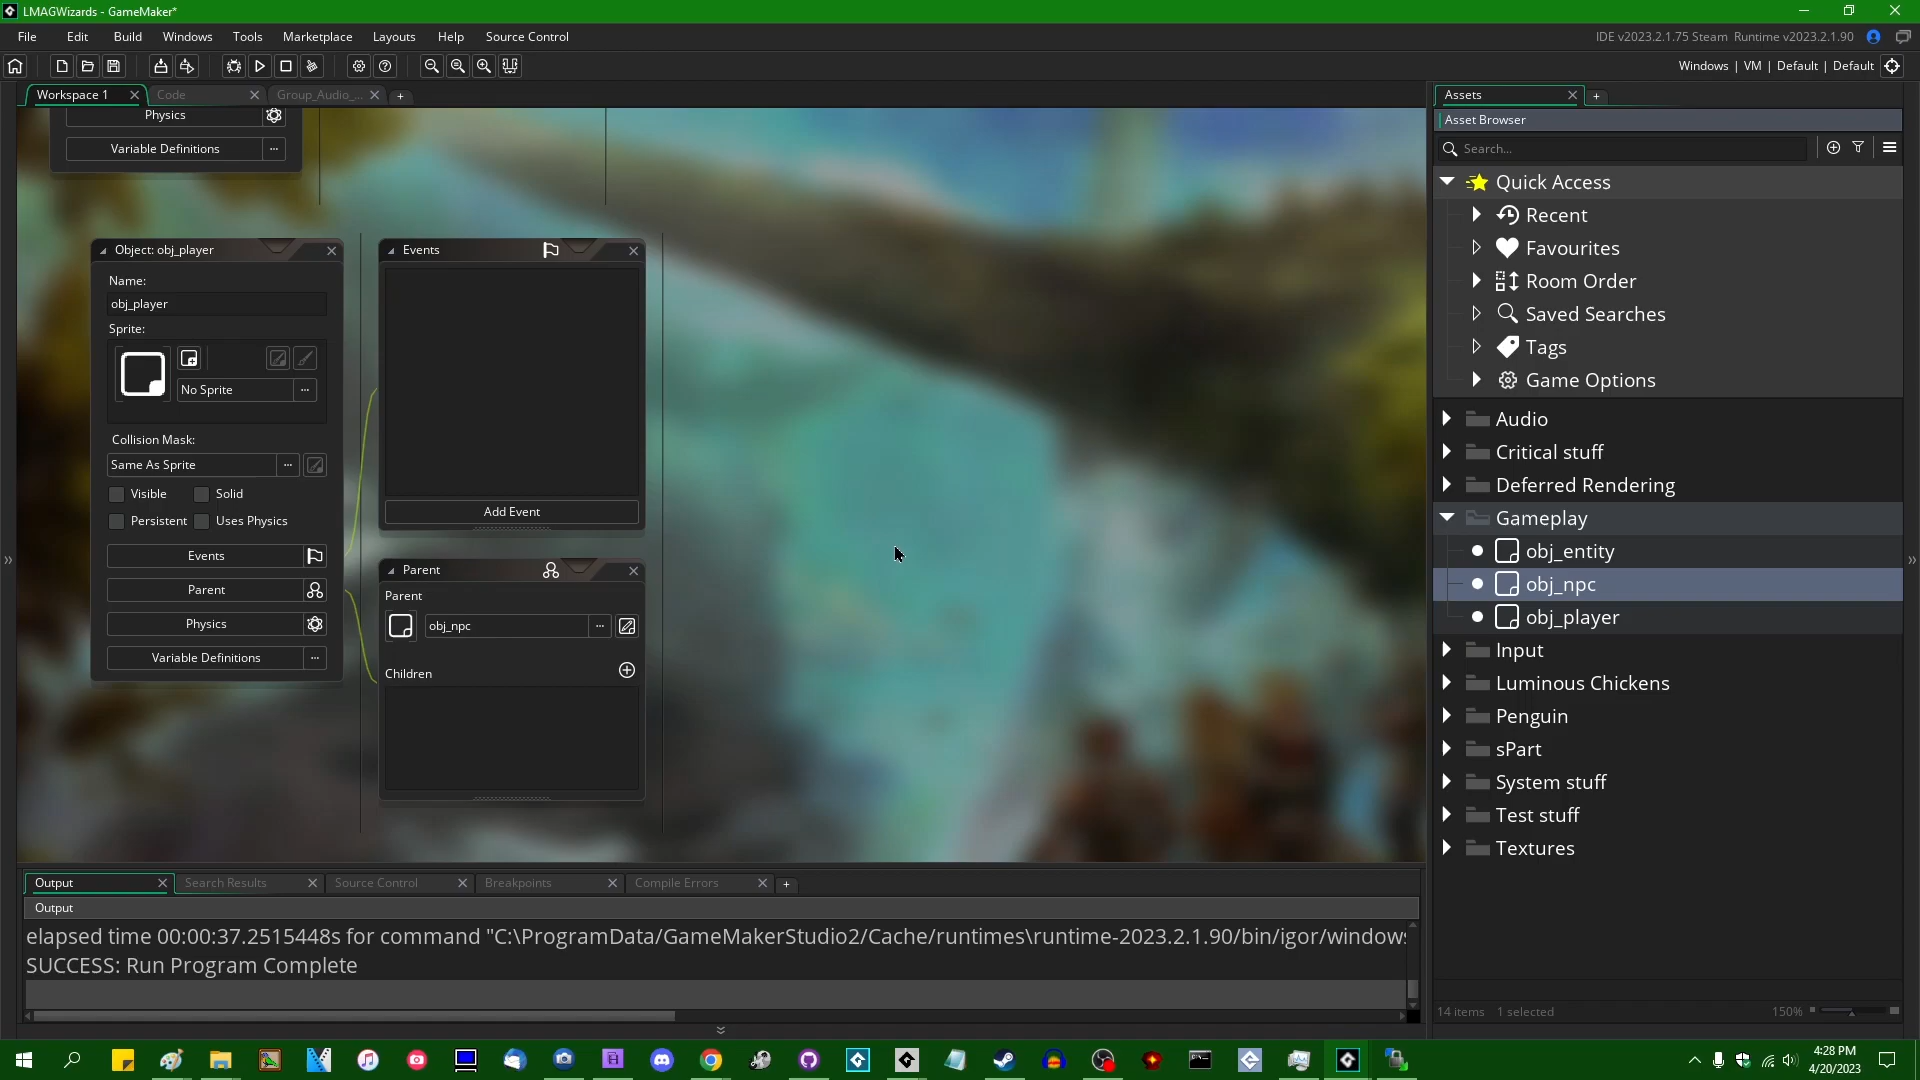 LMAGWizards - GameMaker*
File Edit Build Windows Tools Marketplace Layouts Help Source Control
IDE v2023.2.1.75 Steam Runtime v2023.2.1.90
Windows | VM | Default | Default
Workspace 1 Code Group_Audio_...
Physics
Variable Definitions
Object: obj_player
Name:
obj_player
Sprite:
No Sprite
Collision Mask:
Same As Sprite
Visible Solid
Persistent Uses Physics
Events
Parent
Physics
Variable Definitions
Events
Add Event
Parent
Parent
obj_npc
Children
Assets
Asset Browser
Search...
Quick Access
Recent
Favourites
Room Order
Saved Searches
Tags
Game Options
Audio
Critical stuff
Deferred Rendering
Gameplay
obj_entity
obj_npc
obj_player
Input
Luminous Chickens
Penguin
sPart
System stuff
Test stuff
Textures
14 items 1 selected 150%
Output Search Results Source Control Breakpoints Compile Errors
Output
elapsed time 00:00:37.2515448s for command "C:\ProgramData/GameMakerStudio2/Cache/runtimes\runtime-2023.2.1.90/bin/igor/windows
SUCCESS: Run Program Complete
4:28 PM
4/20/2023